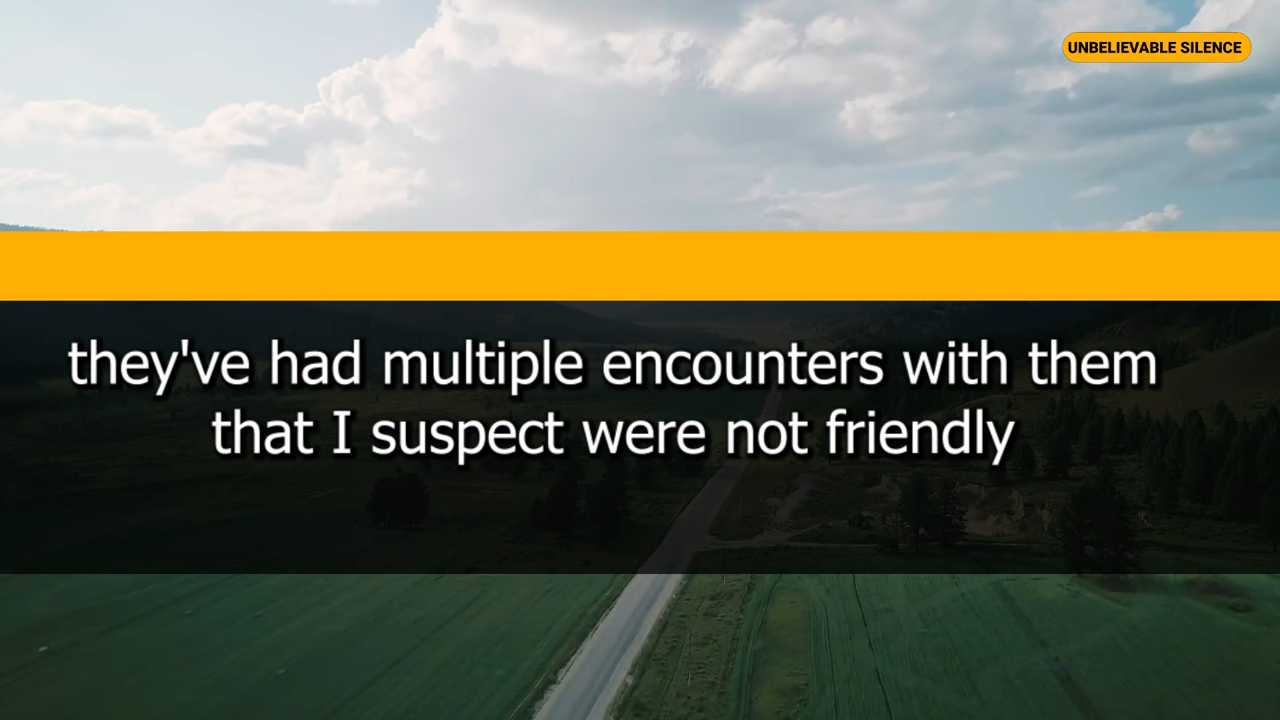 UNBELIEVABLE SILENCE
they've had multiple encounters with them
that I suspect were not friendly